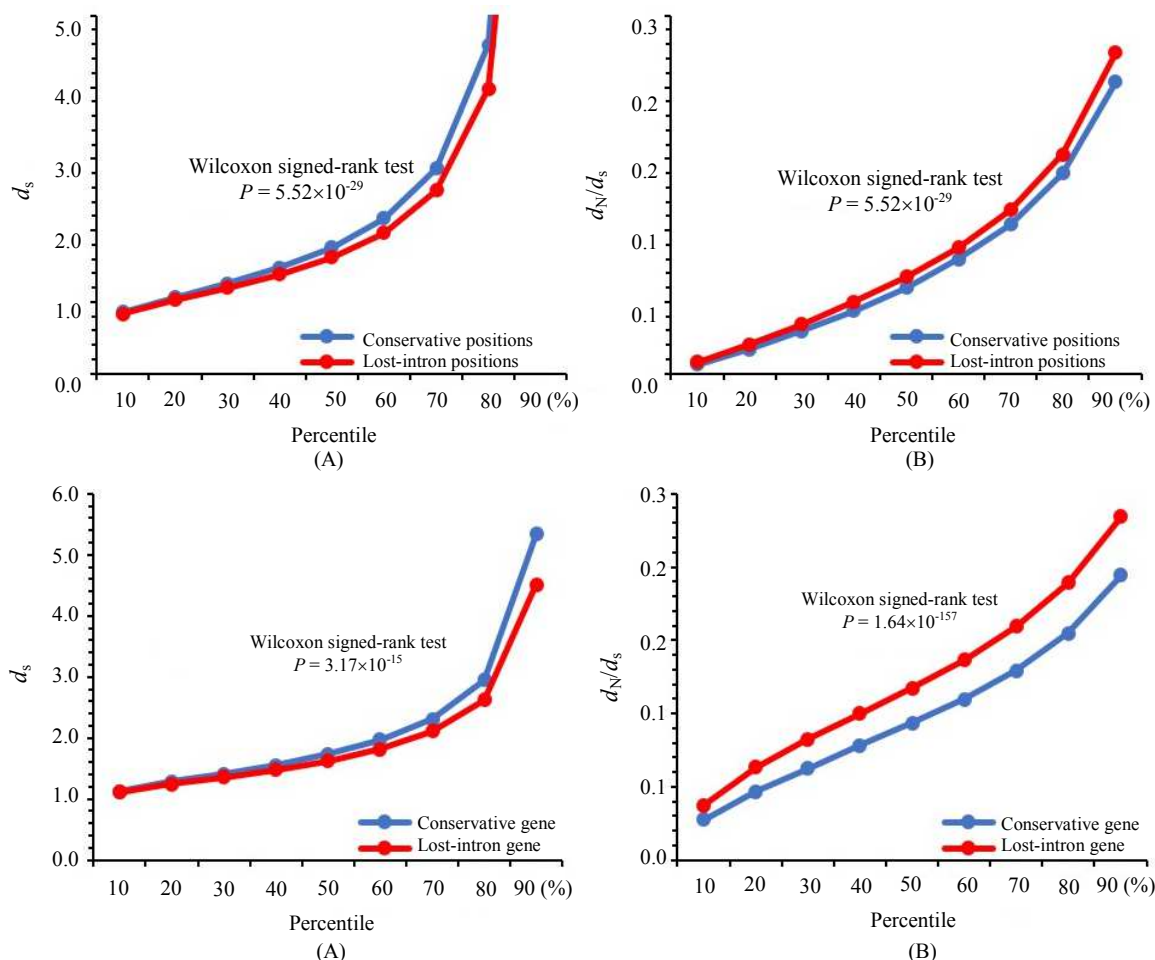 5.0
4.0
3.0
2.0
1.0
0.0
d_s
Wilcoxon signed-rank test
P = 5.52×10⁻²⁹
Conservative positions
Lost-intron positions
10 20 30 40 50 60 70 80 90 (%)
Percentile
(A)
0.3
0.2
0.2
0.1
0.1
0.0
d_N/d_s
Wilcoxon signed-rank test
P = 5.52×10⁻²⁹
Conservative positions
Lost-intron positions
10 20 30 40 50 60 70 80 90 (%)
Percentile
(B)
6.0
5.0
4.0
3.0
2.0
1.0
0.0
d_s
Wilcoxon signed-rank test
P = 3.17×10⁻¹⁵
Conservative gene
Lost-intron gene
10 20 30 40 50 60 70 80 90 (%)
Percentile
(A)
0.3
0.2
0.2
0.1
0.1
0.0
d_N/d_s
Wilcoxon signed-rank test
P = 1.64×10⁻¹⁵⁷
Conservative gene
Lost-intron gene
10 20 30 40 50 60 70 80 90 (%)
Percentile
(B)